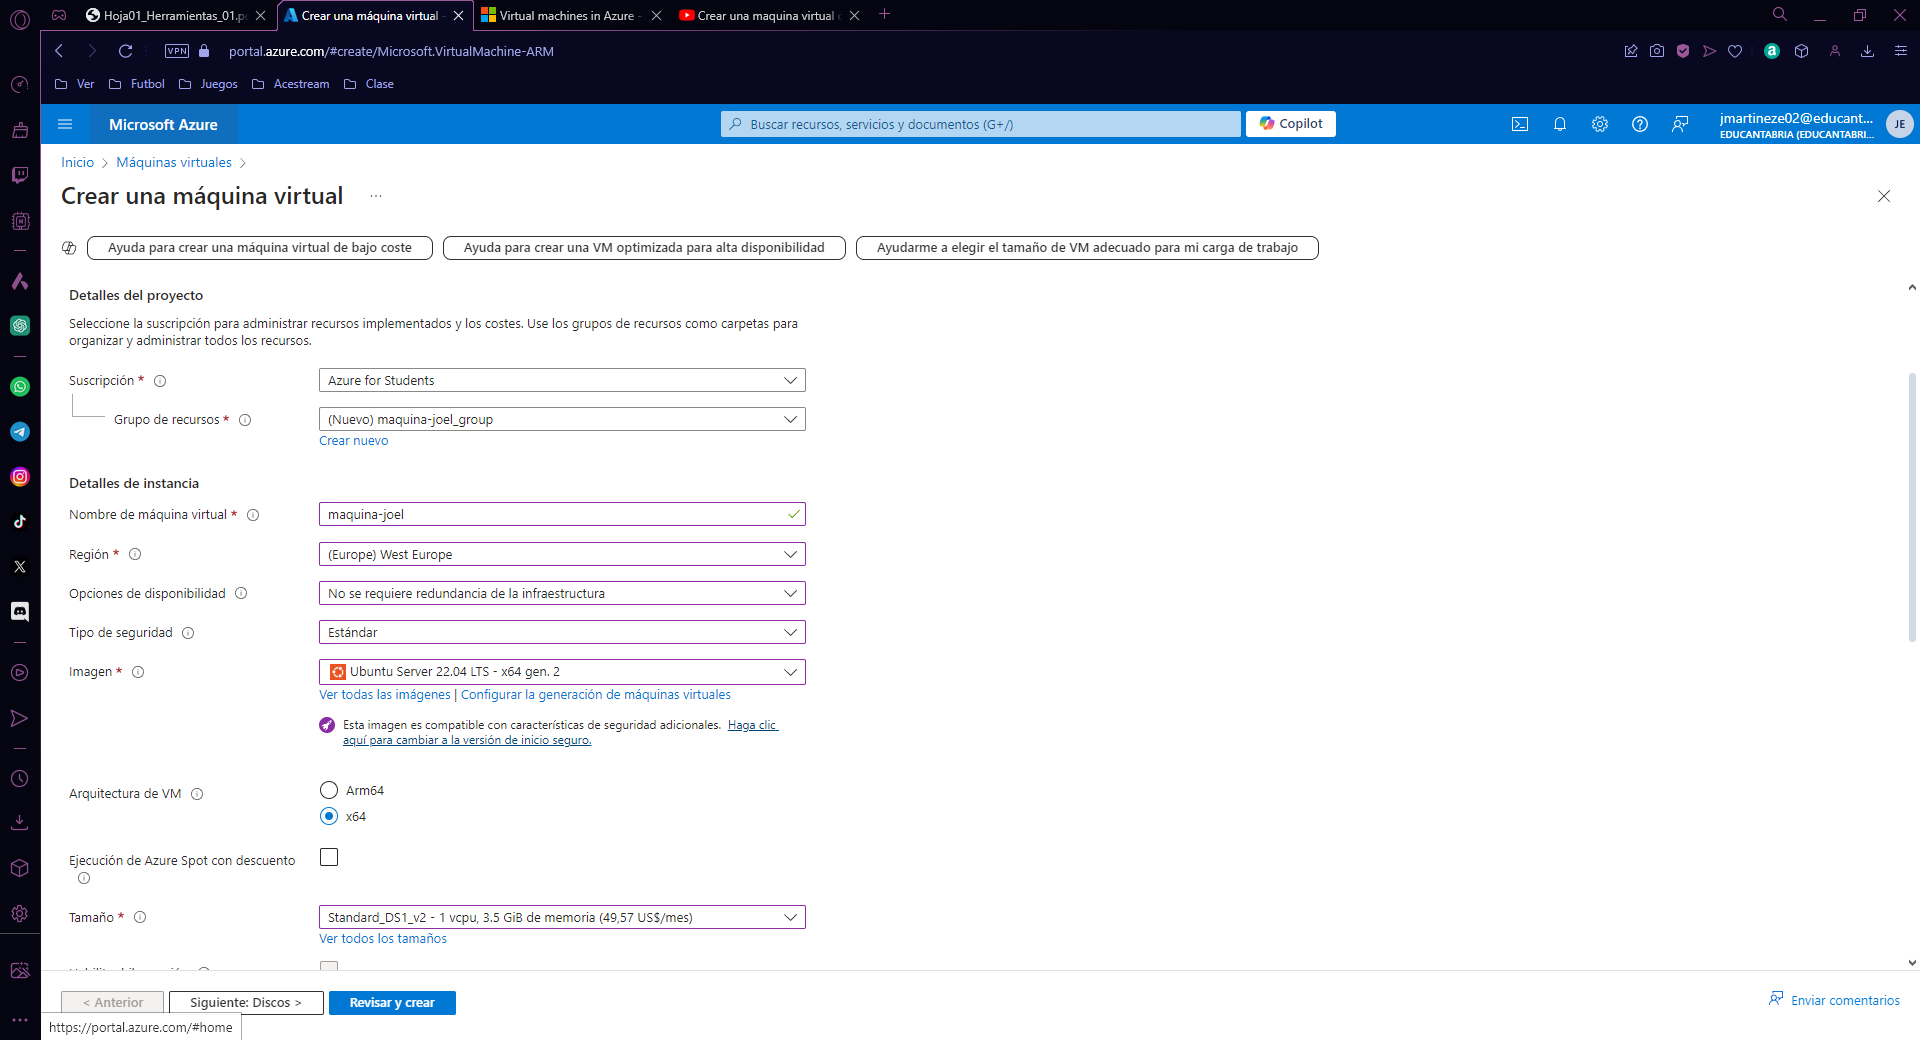 Hoja01_Herramientas_01.p
Crear una máquina virtual -
Virtual machines in Azure -
Crear una maquina virtual
VPN
portal.azure.com/#create/Microsoft.VirtualMachine-ARM
Ver
Futbol
Juegos
Acestream
Clase
Microsoft Azure
Buscar recursos, servicios y documentos (G+/)
Copilot
jmartineze02@educant...
EDUCANTABRIA (EDUCANTABRI...
JE
Inicio > Máquinas virtuales >
Crear una máquina virtual ...
Ayuda para crear una máquina virtual de bajo coste
Ayuda para crear una VM optimizada para alta disponibilidad
Ayudarme a elegir el tamaño de VM adecuado para mi carga de trabajo
Detalles del proyecto
Seleccione la suscripción para administrar recursos implementados y los costes. Use los grupos de recursos como carpetas para
organizar y administrar todos los recursos.
Suscripción *
Azure for Students
Grupo de recursos *
(Nuevo) maquina-joel_group
Crear nuevo
Detalles de instancia
Nombre de máquina virtual *
maquina-joel
Región *
(Europe) West Europe
Opciones de disponibilidad
No se requiere redundancia de la infraestructura
Tipo de seguridad
Estándar
Imagen *
Ubuntu Server 22.04 LTS - x64 gen. 2
Ver todas las imágenes | Configurar la generación de máquinas virtuales
Esta imagen es compatible con características de seguridad adicionales. Haga clic
aquí para cambiar a la versión de inicio seguro.
Arquitectura de VM
Arm64
x64
Ejecución de Azure Spot con descuento
Tamaño *
Standard_DS1_v2 - 1 vcpu, 3.5 GiB de memoria (49,57 US$/mes)
Ver todos los tamaños
< Anterior
Siguiente: Discos >
Revisar y crear
Enviar comentarios
https://portal.azure.com/#home